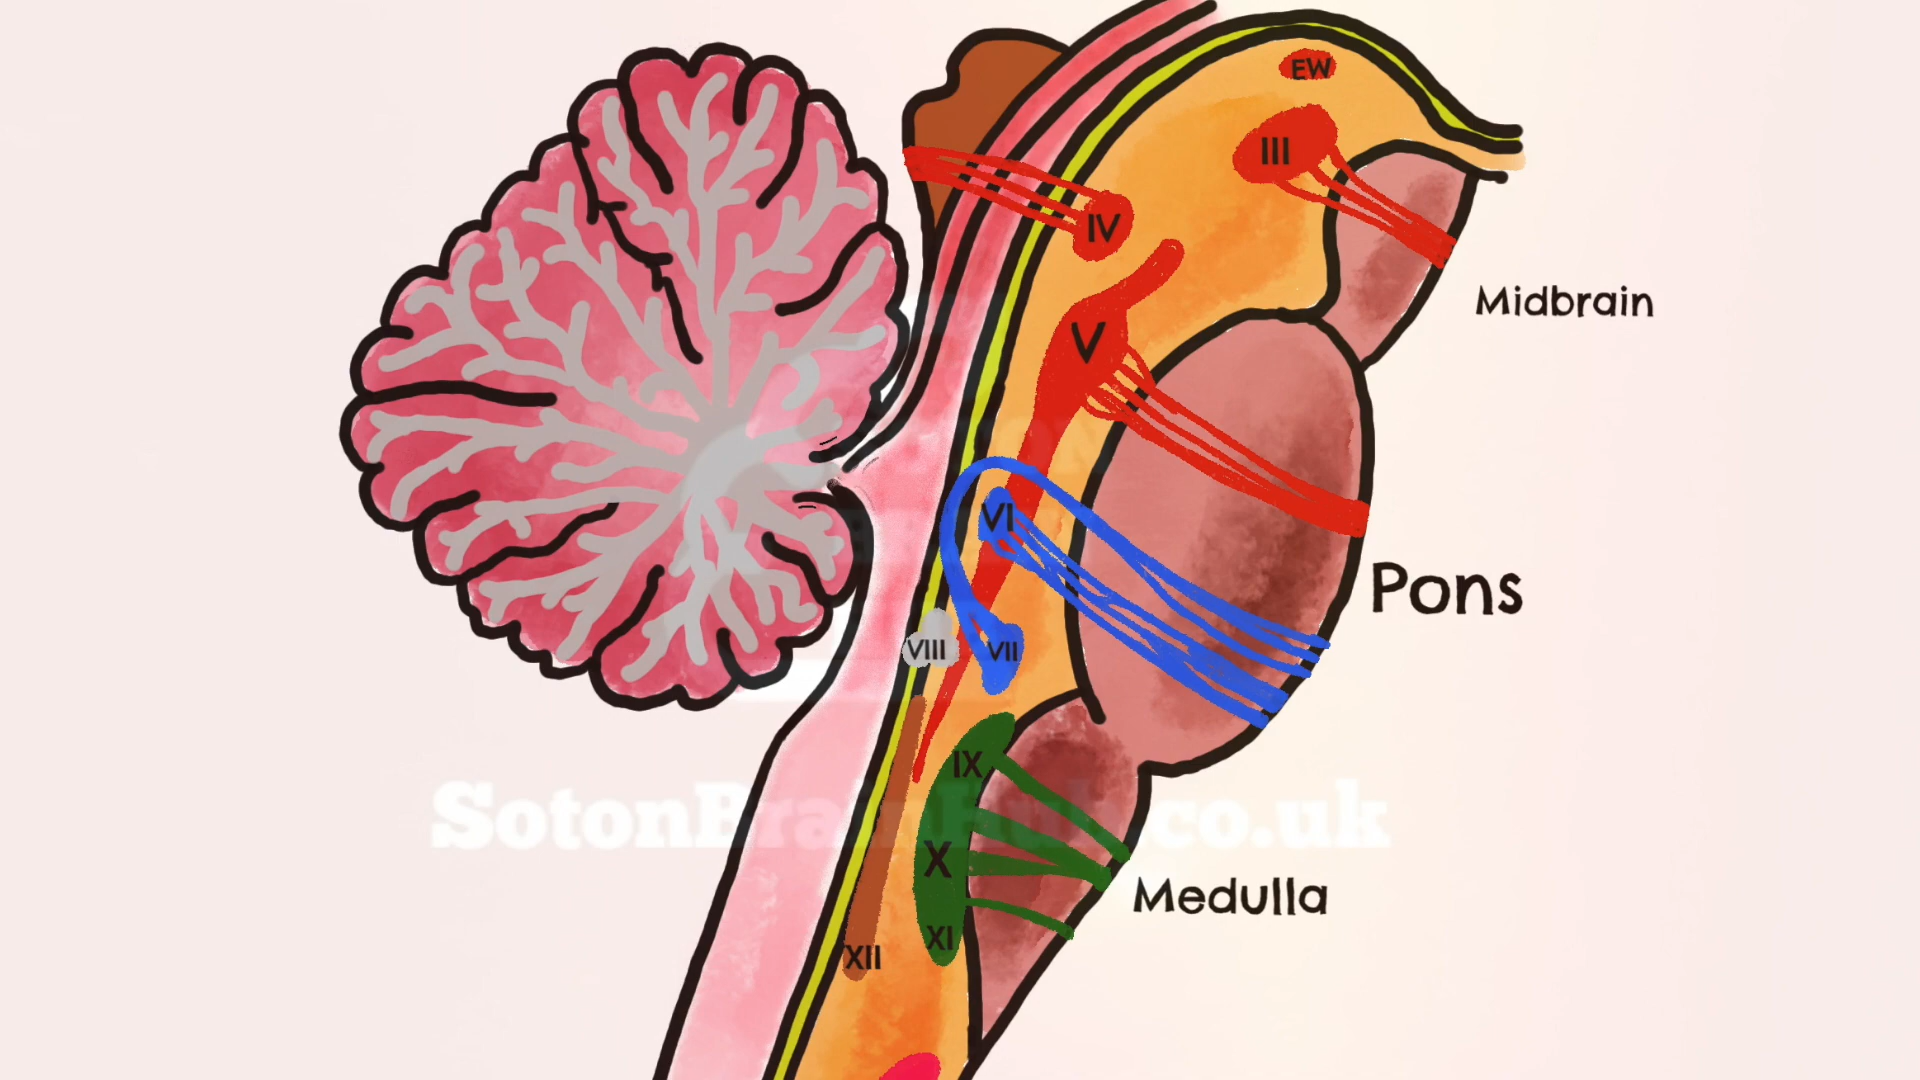 EW
III
IV
Midbrain
V
VI
Pons
VIII
VII
IX
SotonBrainHub.co.uk
X
Medulla
XI
XII